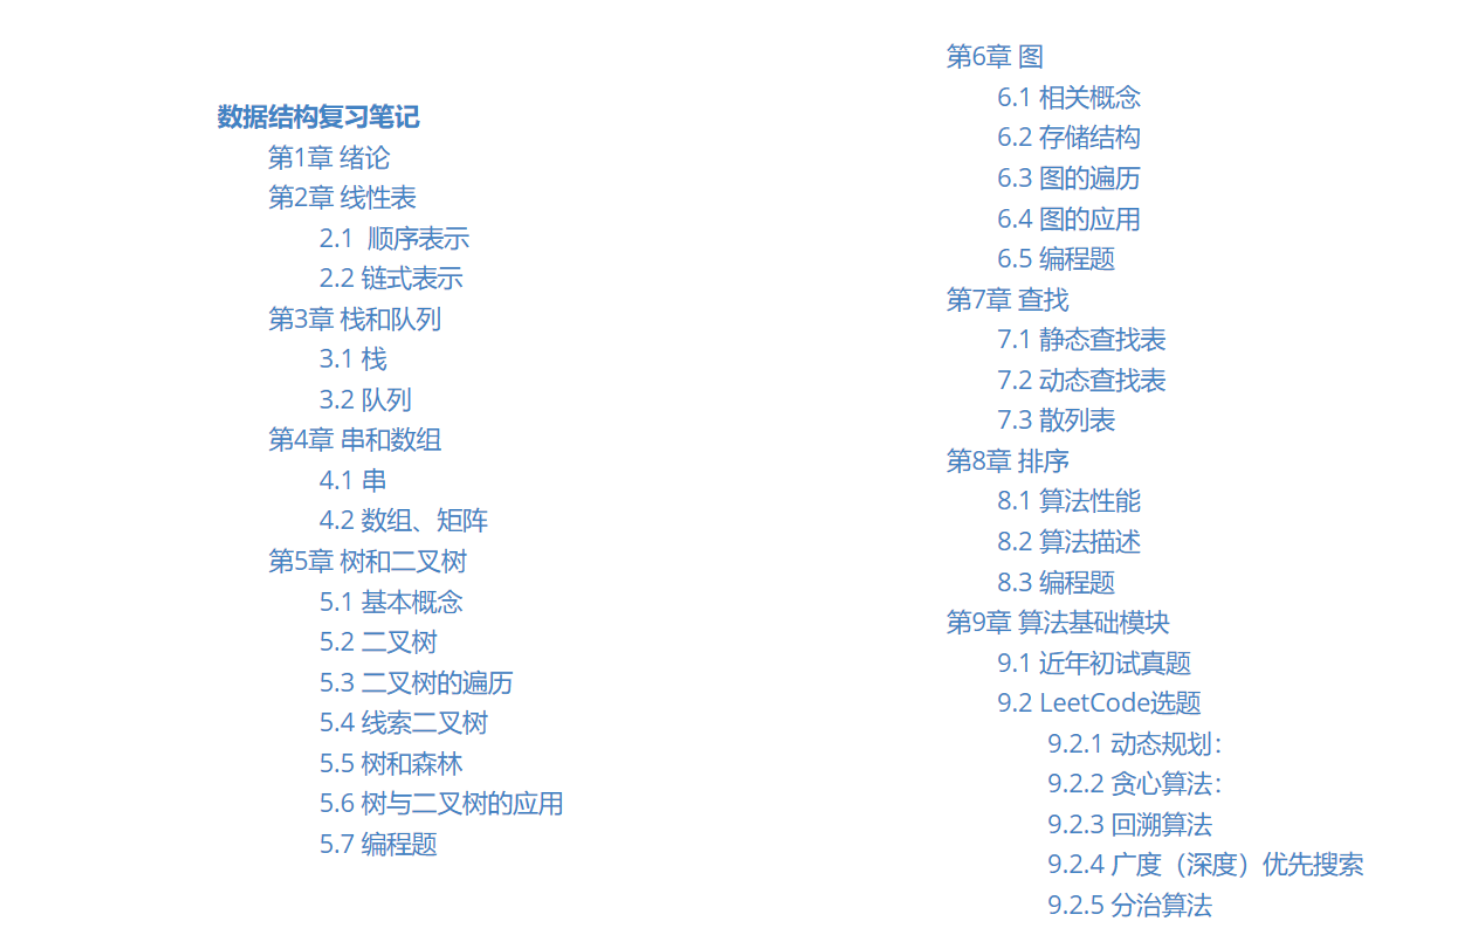 数据结构复习笔记
第1章 绪论
第2章 线性表
2.1 顺序表示
2.2 链式表示
第3章 栈和队列
3.1 栈
3.2 队列
第4章 串和数组
4.1 串
4.2 数组、矩阵
第5章 树和二叉树
5.1 基本概念
5.2 二叉树
5.3 二叉树的遍历
5.4 线索二叉树
5.5 树和森林
5.6 树与二叉树的应用
5.7 编程题
第6章 图
6.1 相关概念
6.2 存储结构
6.3 图的遍历
6.4 图的应用
6.5 编程题
第7章 查找
7.1 静态查找表
7.2 动态查找表
7.3 散列表
第8章 排序
8.1 算法性能
8.2 算法描述
8.3 编程题
第9章 算法基础模块
9.1 近年初试真题
9.2 LeetCode选题
9.2.1 动态规划：
9.2.2 贪心算法：
9.2.3 回溯算法
9.2.4 广度（深度）优先搜索
9.2.5 分治算法